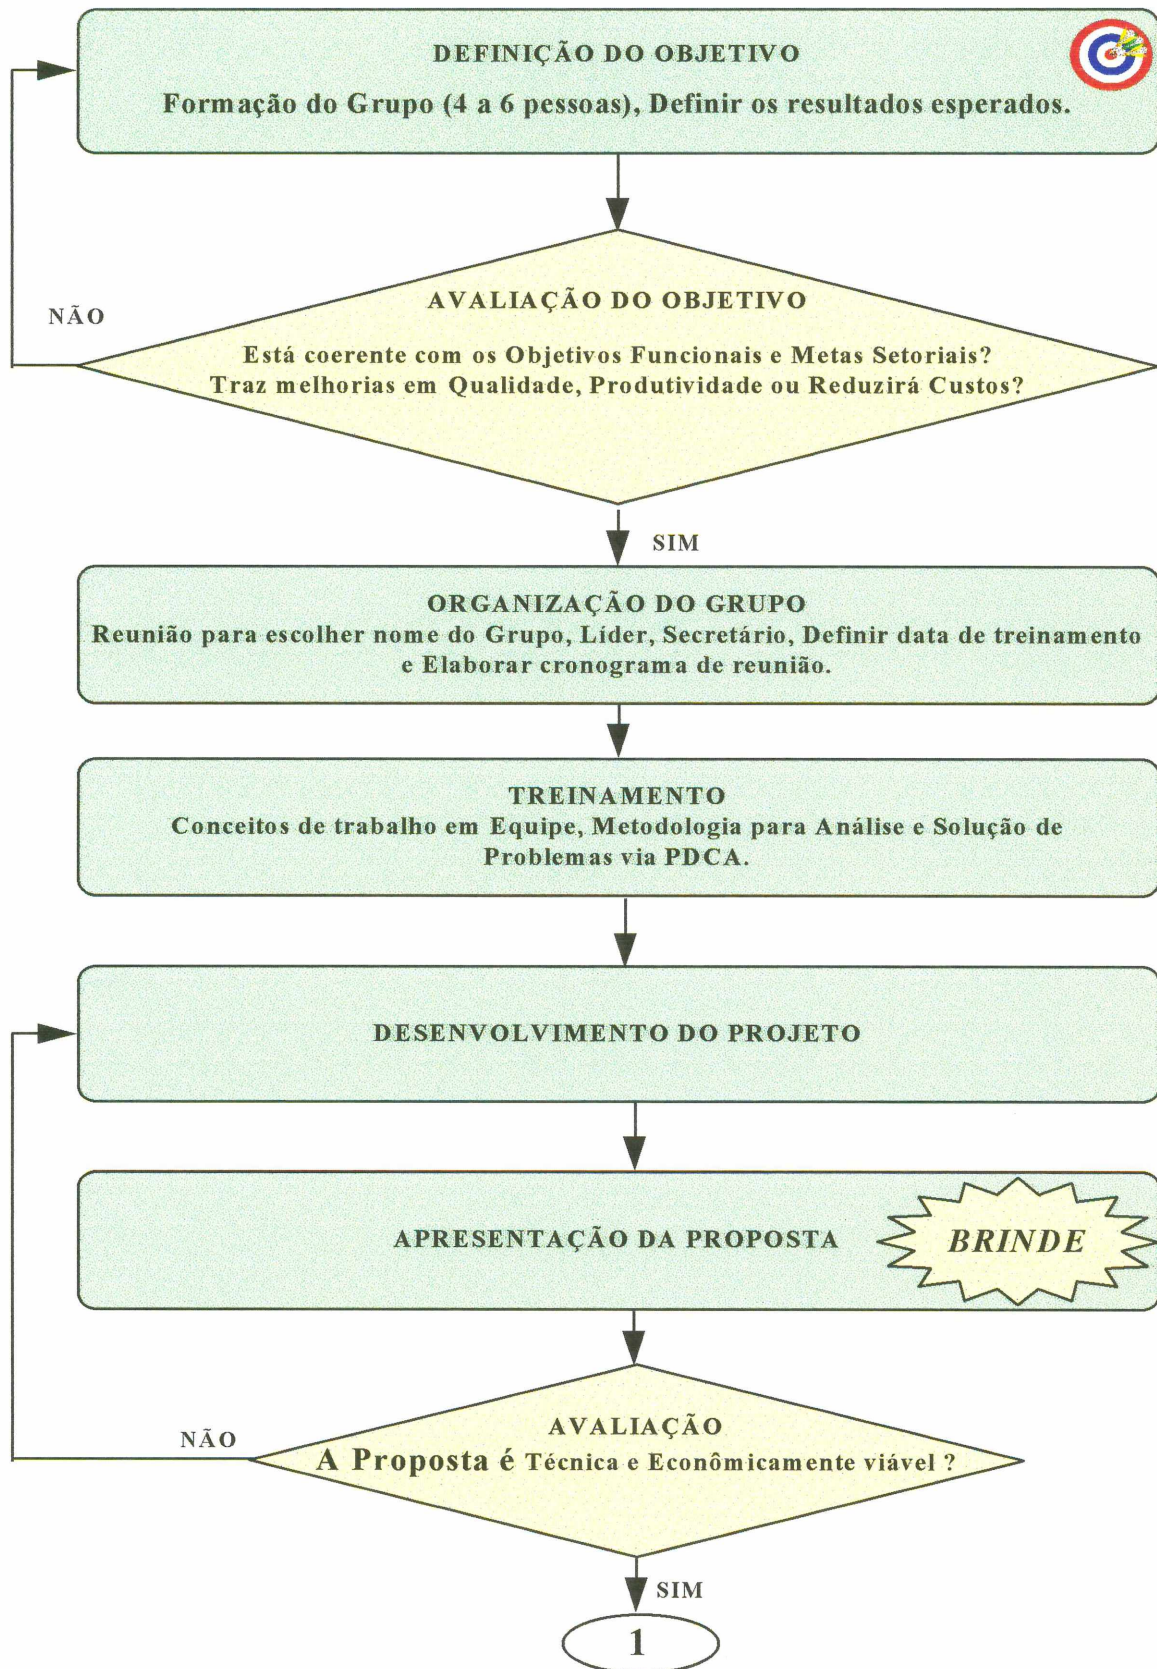 DEFINIÇÃO DO OBJETIVO
Formação do Grupo (4 a 6 pessoas), Definir os resultados esperados.
AVALIAÇÃO DO OBJETIVO
NÃO
Está coerente com os Objetivos Funcionais e Metas Setoriais?
Traz melhorias em Qualidade, Produtividade ou Reduzirá Custos?
SIM
ORGANIZAÇÃO DO GRUPO
Reunião para escolher nome do Grupo, Líder, Secretário, Definir data de treinamento
e Elaborar cronograma de reunião.
TREINAMENTO
Conceitos de trabalho em Equipe, Metodologia para Análise e Solução de
Problemas via PDCA.
DESENVOLVIMENTO DO PROJETO
APRESENTAÇÃO DA PROPOSTA
BRINDE
AVALIAÇÃO
NÃO
A Proposta é Técnica e Econômicamente viável ?
SIM
1